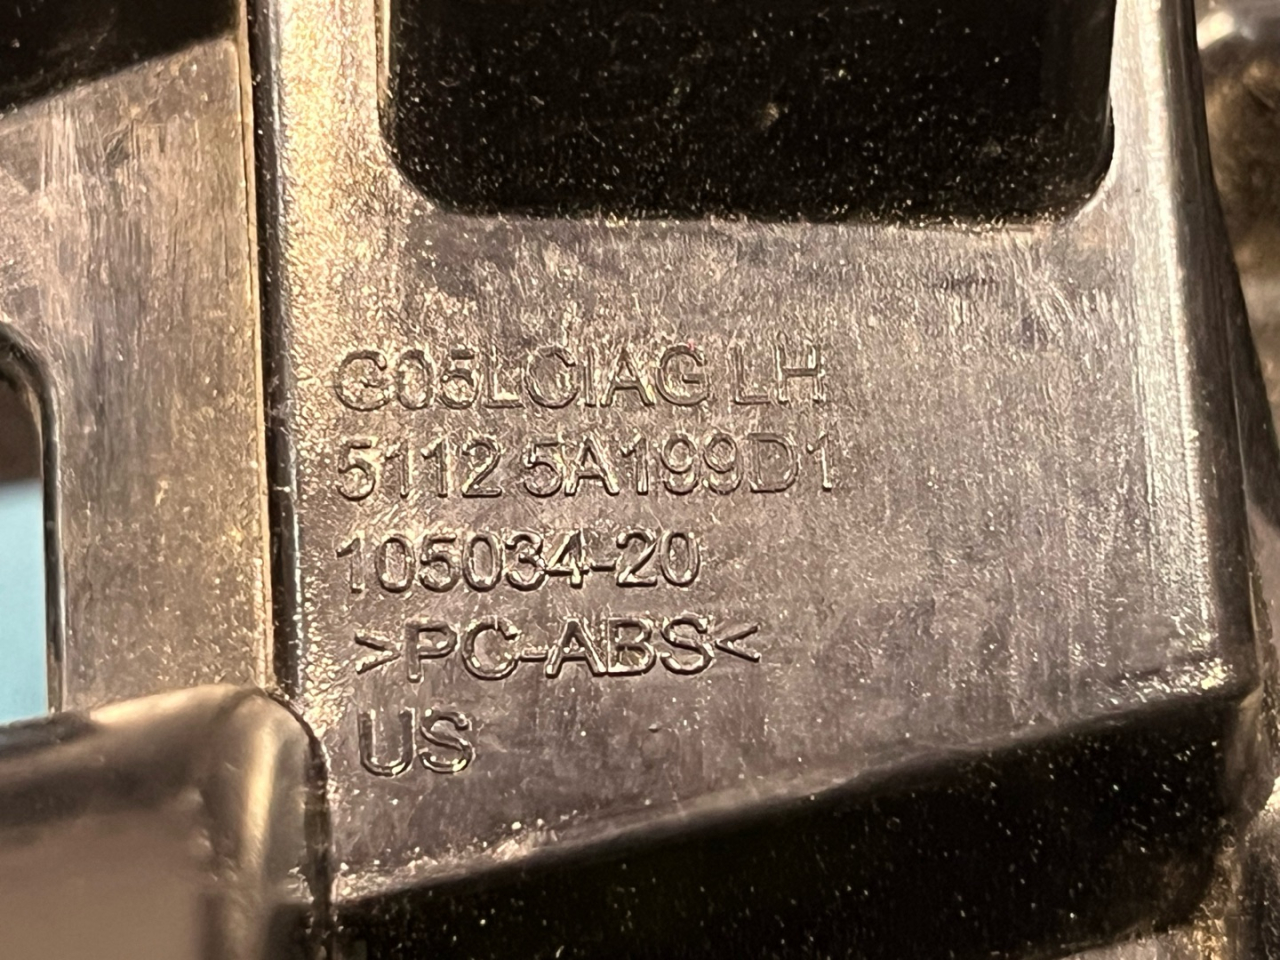 G05LCIAG LH
5112 5A199D1
105034-20
>PC-ABS<
US